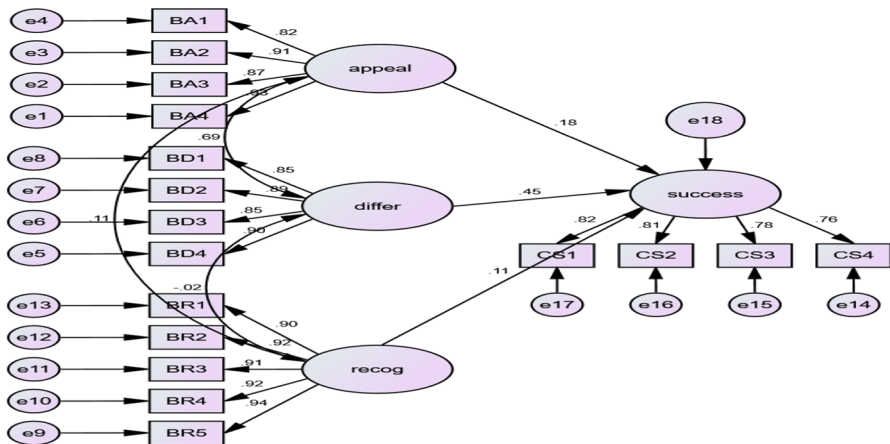 e4 BA1 .82
e3 BA2 .91
appeal
e2 BA3 .87
e1 BA4 .93
.18
e18
.69
e8 BD1 .85
e7 BD2 .89
differ
.45
success
e6 BD3 .85
.11
e5 BD4 .90
.82 .81 .78 .76
CS1 CS2 CS3 CS4
.11
-.02
e13 BR1 .90
e17 e16 e15 e14
e12 BR2 .92
e11 BR3 .91
recog
e10 BR4 .92
e9 BR5 .94